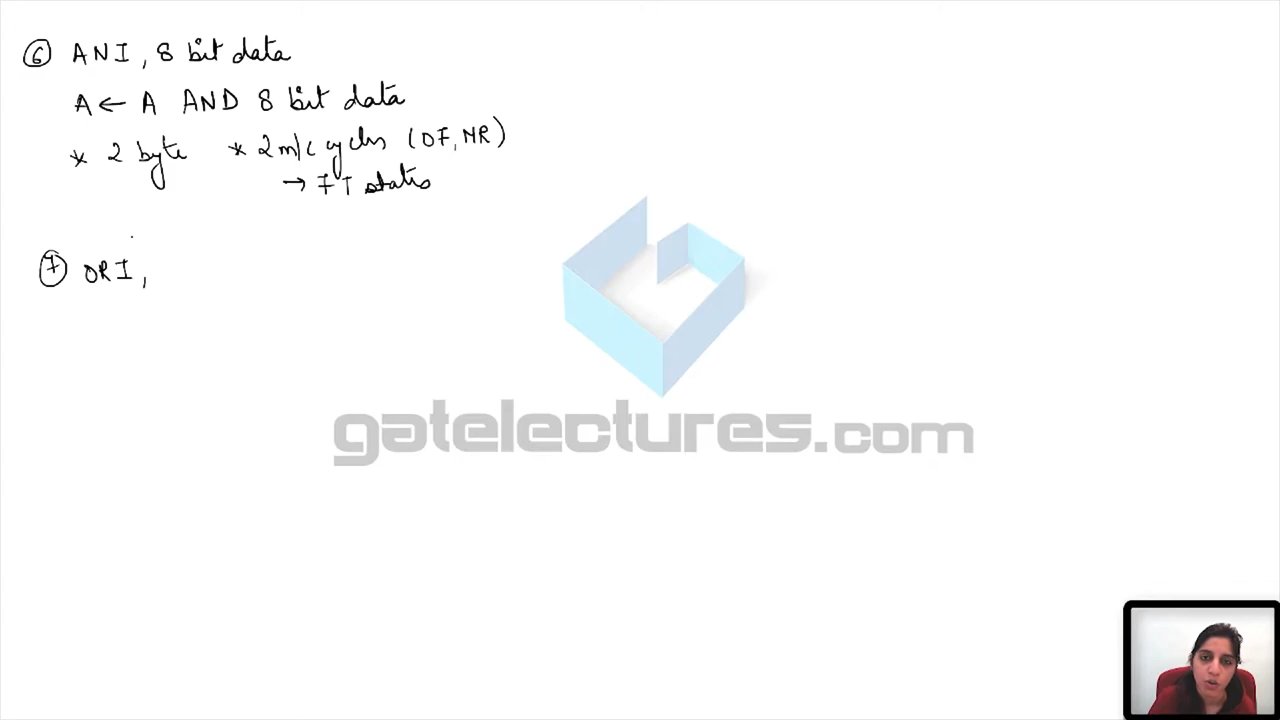 ⑥ ANI, 8 bit data
A ← A AND 8 bit data
* 2 byte * 2 m/c cycles (OF, MR)
→ 7T states
⑦ ORI,
gatelectures.com